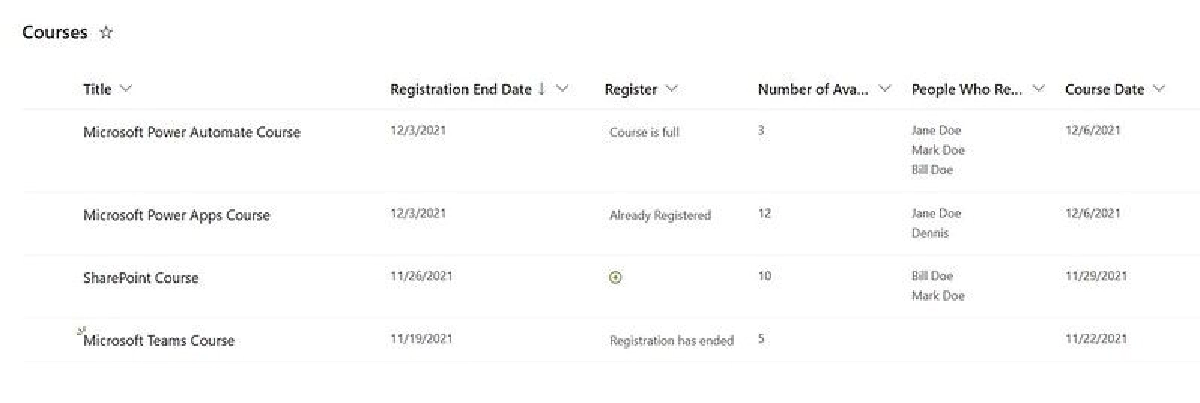 Courses
Title Registration End Date Register Number of Ava... People Who Re... Course Date
Microsoft Power Automate Course 12/3/2021 Course is full 3 Jane Doe 12/6/2021
Mark Doe
Bill Doe
Microsoft Power Apps Course 12/3/2021 Already Registered 12 Jane Doe 12/6/2021
Dennis
SharePoint Course 11/26/2021 10 Bill Doe 11/29/2021
Mark Doe
Microsoft Teams Course 11/19/2021 Registration has ended 5 11/22/2021